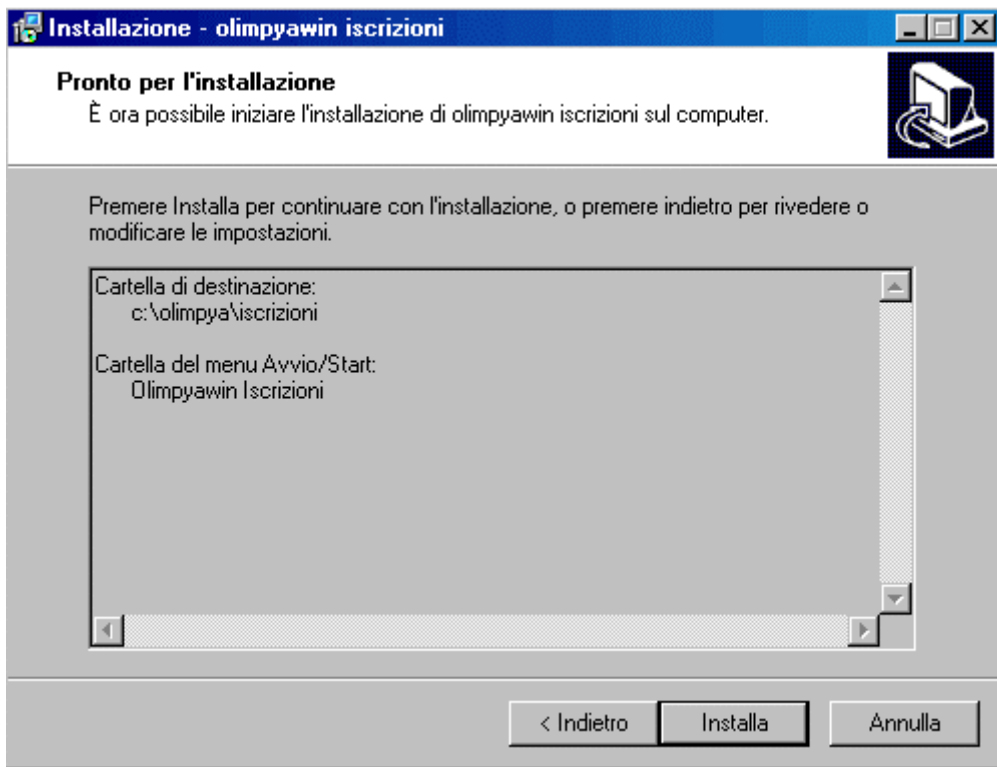 Installazione - olimpyawin iscrizioni
Pronto per l'installazione
È ora possibile iniziare l'installazione di olimpyawin iscrizioni sul computer.
Premere Installa per continuare con l'installazione, o premere indietro per rivedere o
modificare le impostazioni.
Cartella di destinazione:
c:\olimpya\iscrizioni
Cartella del menu Avvio/Start:
Olimpyawin Iscrizioni
< Indietro
Installa
Annulla